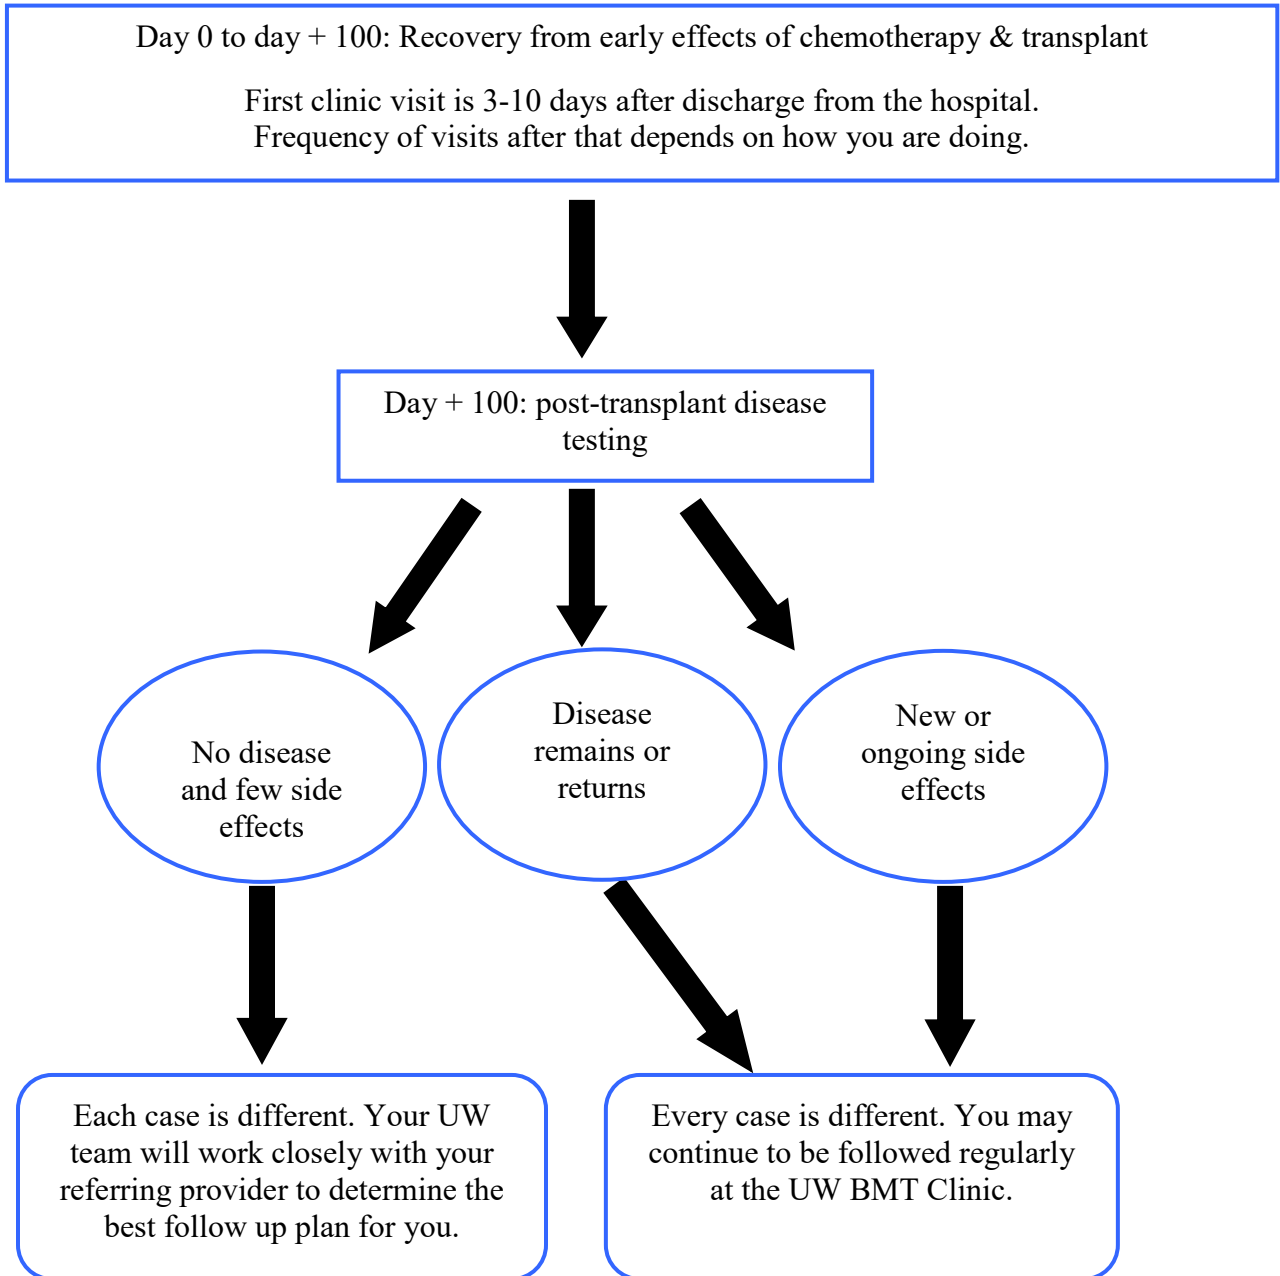 Day 0 to day + 100: Recovery from early effects of chemotherapy & transplant
First clinic visit is 3-10 days after discharge from the hospital.
Frequency of visits after that depends on how you are doing.
Day + 100: post-transplant disease
testing
No disease
and few side
effects
Disease
remains or
returns
New or
ongoing side
effects
Each case is different. Your UW
team will work closely with your
referring provider to determine the
best follow up plan for you.
Every case is different. You may
continue to be followed regularly
at the UW BMT Clinic.